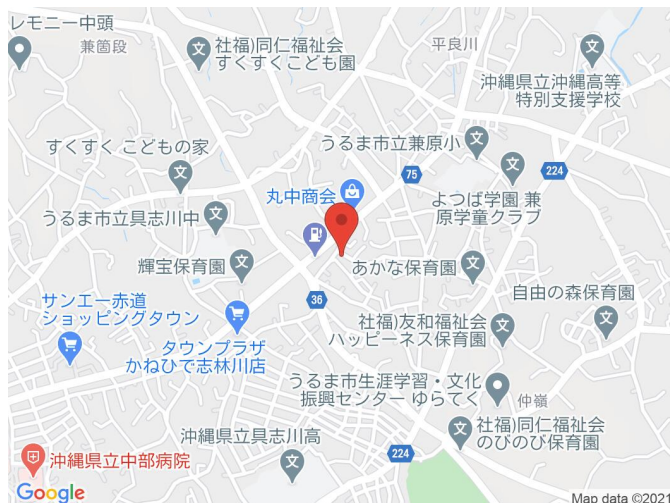 レモニー中頭
兼箇段
社福)同仁福祉会
すくすくこども園
平良川
沖縄県立沖縄高等
特別支援学校
すくすくこどもの家
うるま市立兼原小
224
75
丸中商会
よつば学園 兼
原学童クラブ
うるま市立具志川中
輝宝保育園
あかな保育園
36
サンエー赤道
ショッピングタウン
自由の森保育園
タウンプラザ
かねひで志林川店
社福)友和福祉会
ハッピーネス保育園
うるま市生涯学習・文化
振興センター ゆらてく
仲嶺
社福)同仁福祉会
のびのび保育園
沖縄県立具志川高
224
沖縄県立中部病院
Google
Map data ©2021